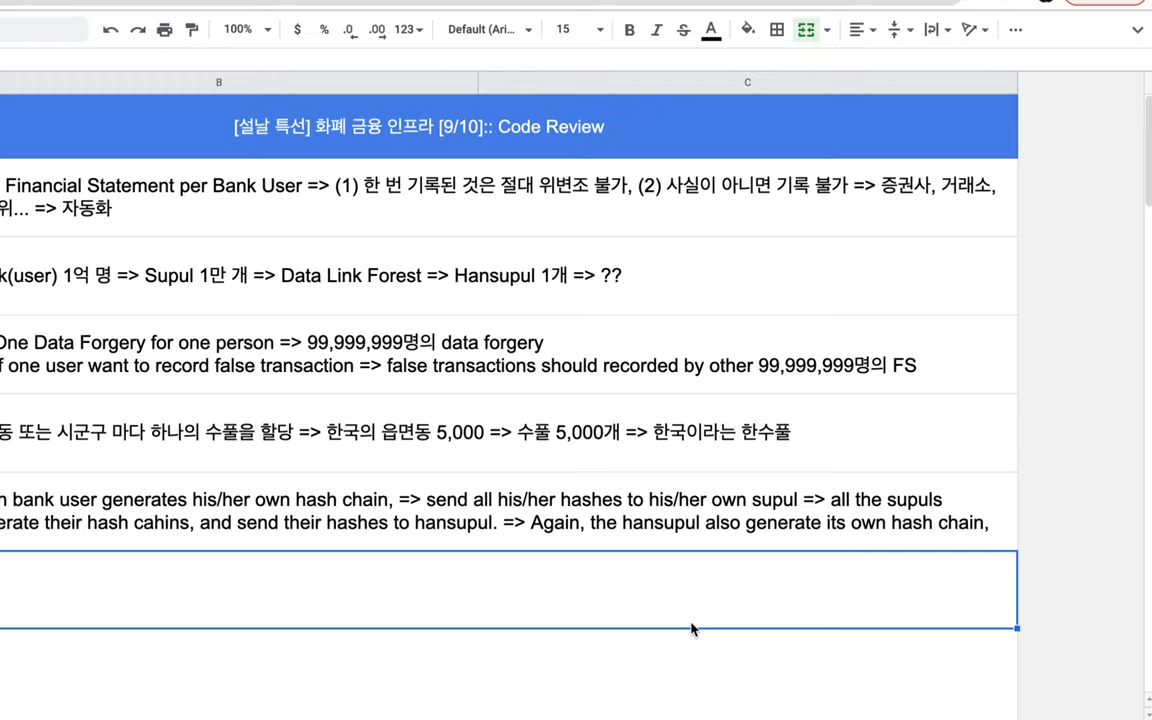 100% $ % .0 .00 123 Default (Ari... 15 B I S A
B C
[설날 특선] 화폐 금융 인프라 [9/10]:: Code Review
Financial Statement per Bank User => (1) 한 번 기록된 것은 절대 위변조 불가, (2) 사실이 아니면 기록 불가 => 증권사, 거래소,
위... => 자동화
k(user) 1억 명 => Supul 1만 개 => Data Link Forest => Hansupul 1개 => ??
One Data Forgery for one person => 99,999,999명의 data forgery
f one user want to record false transaction => false transactions should recorded by other 99,999,999명의 FS
동 또는 시군구 마다 하나의 수풀을 할당 => 한국의 읍면동 5,000 => 수풀 5,000개 => 한국이라는 한수풀
n bank user generates his/her own hash chain, => send all his/her hashes to his/her own supul => all the supuls
erate their hash cahins, and send their hashes to hansupul. => Again, the hansupul also generate its own hash chain,